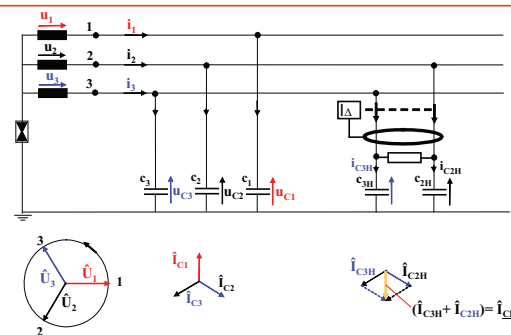 u1 1 i1
u2 2 i2
u3 3 i3
IΔ
iC3H iC2H
c3 c2 c1 c3H c2H
uC3 uC2 uC1
3 Û1 1
Û3
Û2
2
ÎC1
ÎC3 ÎC2
ÎC3H ÎC2H
(ÎC3H + ÎC2H)=